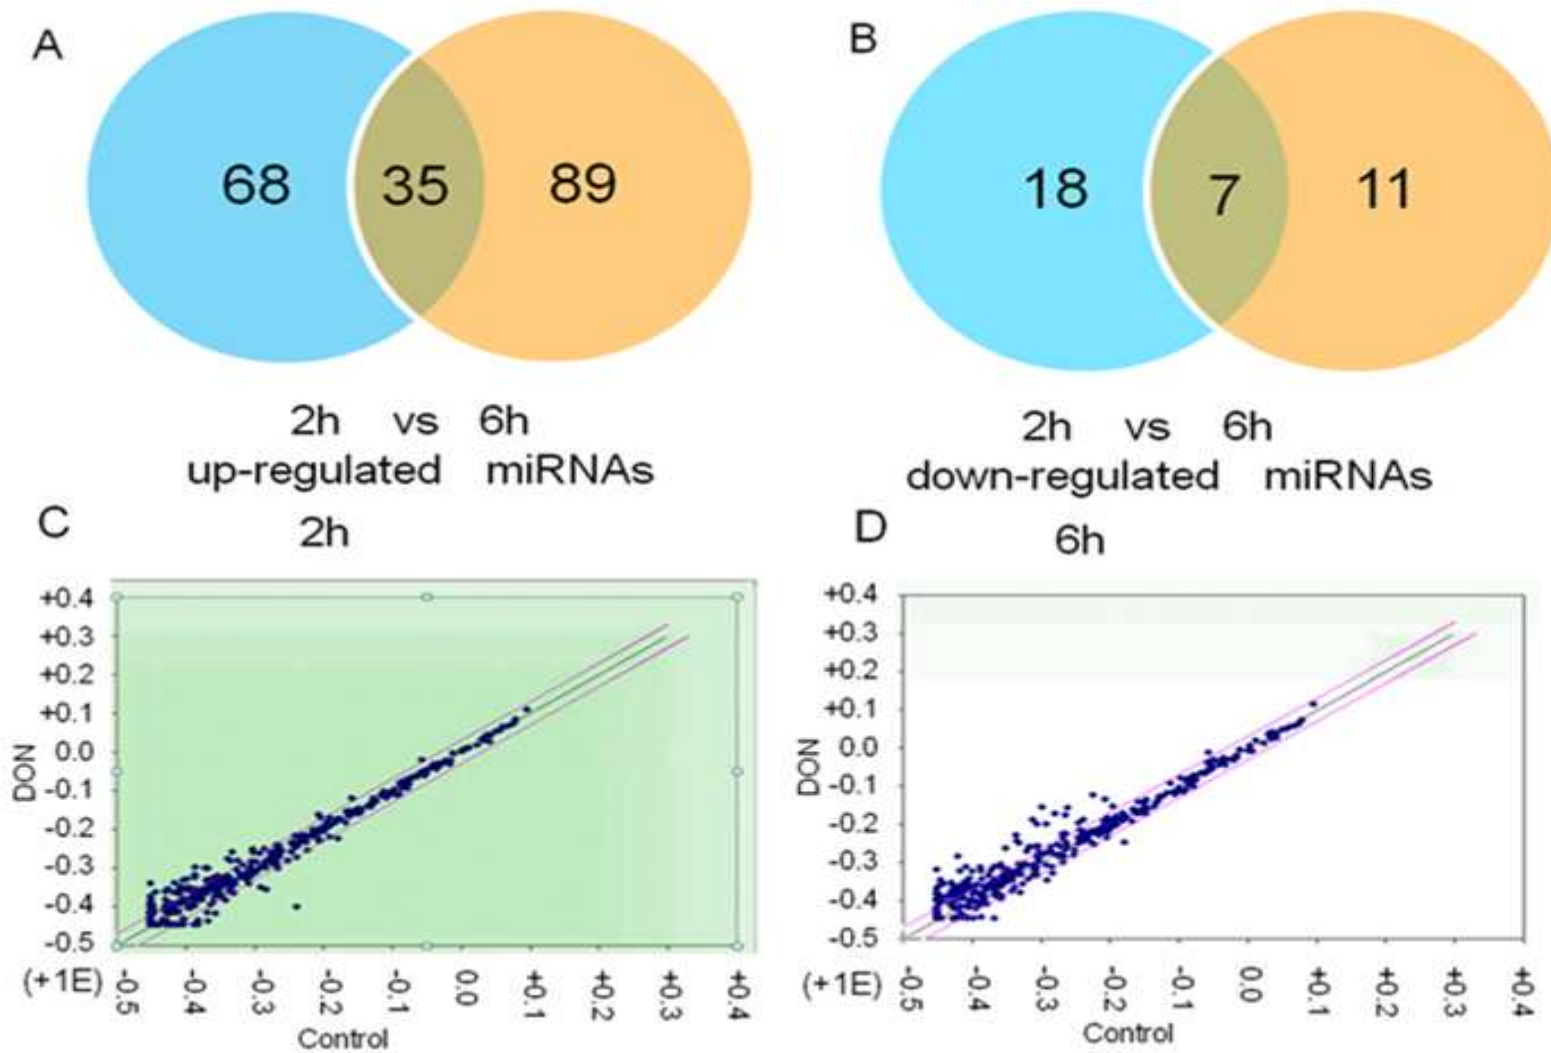 A
68 35 89
2h vs 6h
up-regulated miRNAs
B
18 7 11
2h vs 6h
down-regulated miRNAs
C
2h
+0.4
+0.3
+0.2
+0.1
0.0
-0.1
-0.2
-0.3
-0.4
-0.5
DON
(+1E)
-0.5 -0.4 -0.3 -0.2 -0.1 0.0 +0.1 +0.2 +0.3 +0.4
Control
D
6h
+0.4
+0.3
+0.2
+0.1
0.0
-0.1
-0.2
-0.3
-0.4
-0.5
DON
(+1E)
-0.5 -0.4 -0.3 -0.2 -0.1 0.0 +0.1 +0.2 +0.3 +0.4
Control